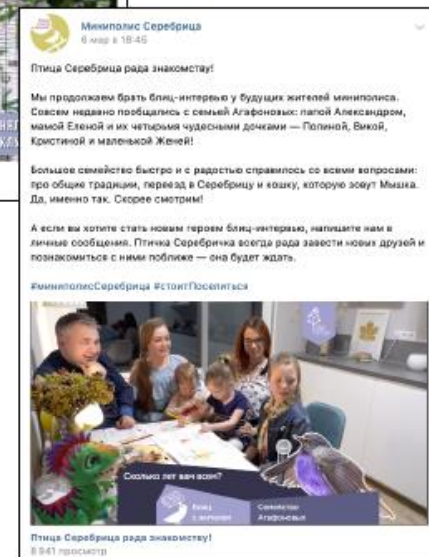 Миниполис Серебрица
6 мар в 18:46
Птица Серебрица рада знакомству!
Мы продолжаем брать блиц-интервью у будущих жителей миниполиса.
Совсем недавно пообщались с семьей Агафоновых: папой Александром,
мамой Еленой и их четырьмя чудесными дочками — Полиной, Викой,
Кристиной и маленькой Женей!
Большое семейство быстро и с радостью справилось со всеми вопросами:
про общие традиции, переезд в Серебрицу и кошку, которую зовут Мышка.
Да, именно так. Скорее смотрим!
А если вы хотите стать новым героем блиц-интервью, напишите нам в
личные сообщения. Птичка Серебричка всегда рада завести новых друзей и
познакомиться с ними поближе — она будет ждать.
#миниполисСеребрица #стоитПоселиться
Сколько лет вам всем?
Блиц
с жителем
Семейство
Агафоновых
Птица Серебрица рада знакомству!
8 941 просмотр